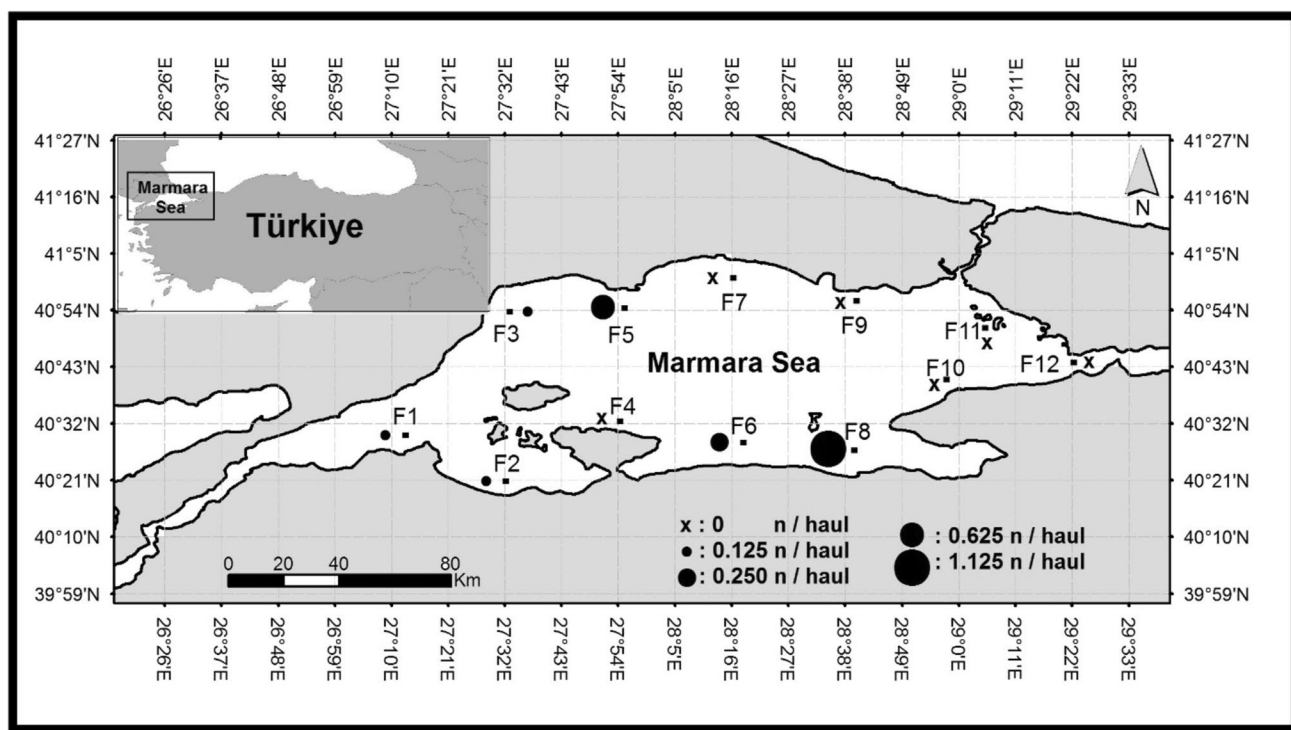 26°26'E 26°37'E 26°48'E 26°59'E 27°10'E 27°21'E 27°32'E 27°43'E 27°54'E 28°5'E 28°16'E 28°27'E 28°38'E 28°49'E 29°0'E 29°11'E 29°22'E 29°33'E
41°27'N 41°27'N
41°16'N 41°16'N
41°5'N 41°5'N
40°54'N 40°54'N
40°43'N 40°43'N
40°32'N 40°32'N
40°21'N 40°21'N
40°10'N 40°10'N
39°59'N 39°59'N
Marmara
Sea
Türkiye
N
x F7
x F9
F3 F5
F11
x
Marmara Sea
F12 x
F10
x
F4
x
F1
F6
F8
F2
x : 0 n / haul
: 0.125 n / haul
: 0.250 n / haul
: 0.625 n / haul
: 1.125 n / haul
0 20 40 80
Km
26°26'E 26°37'E 26°48'E 26°59'E 27°10'E 27°21'E 27°32'E 27°43'E 27°54'E 28°5'E 28°16'E 28°27'E 28°38'E 28°49'E 29°0'E 29°11'E 29°22'E 29°33'E